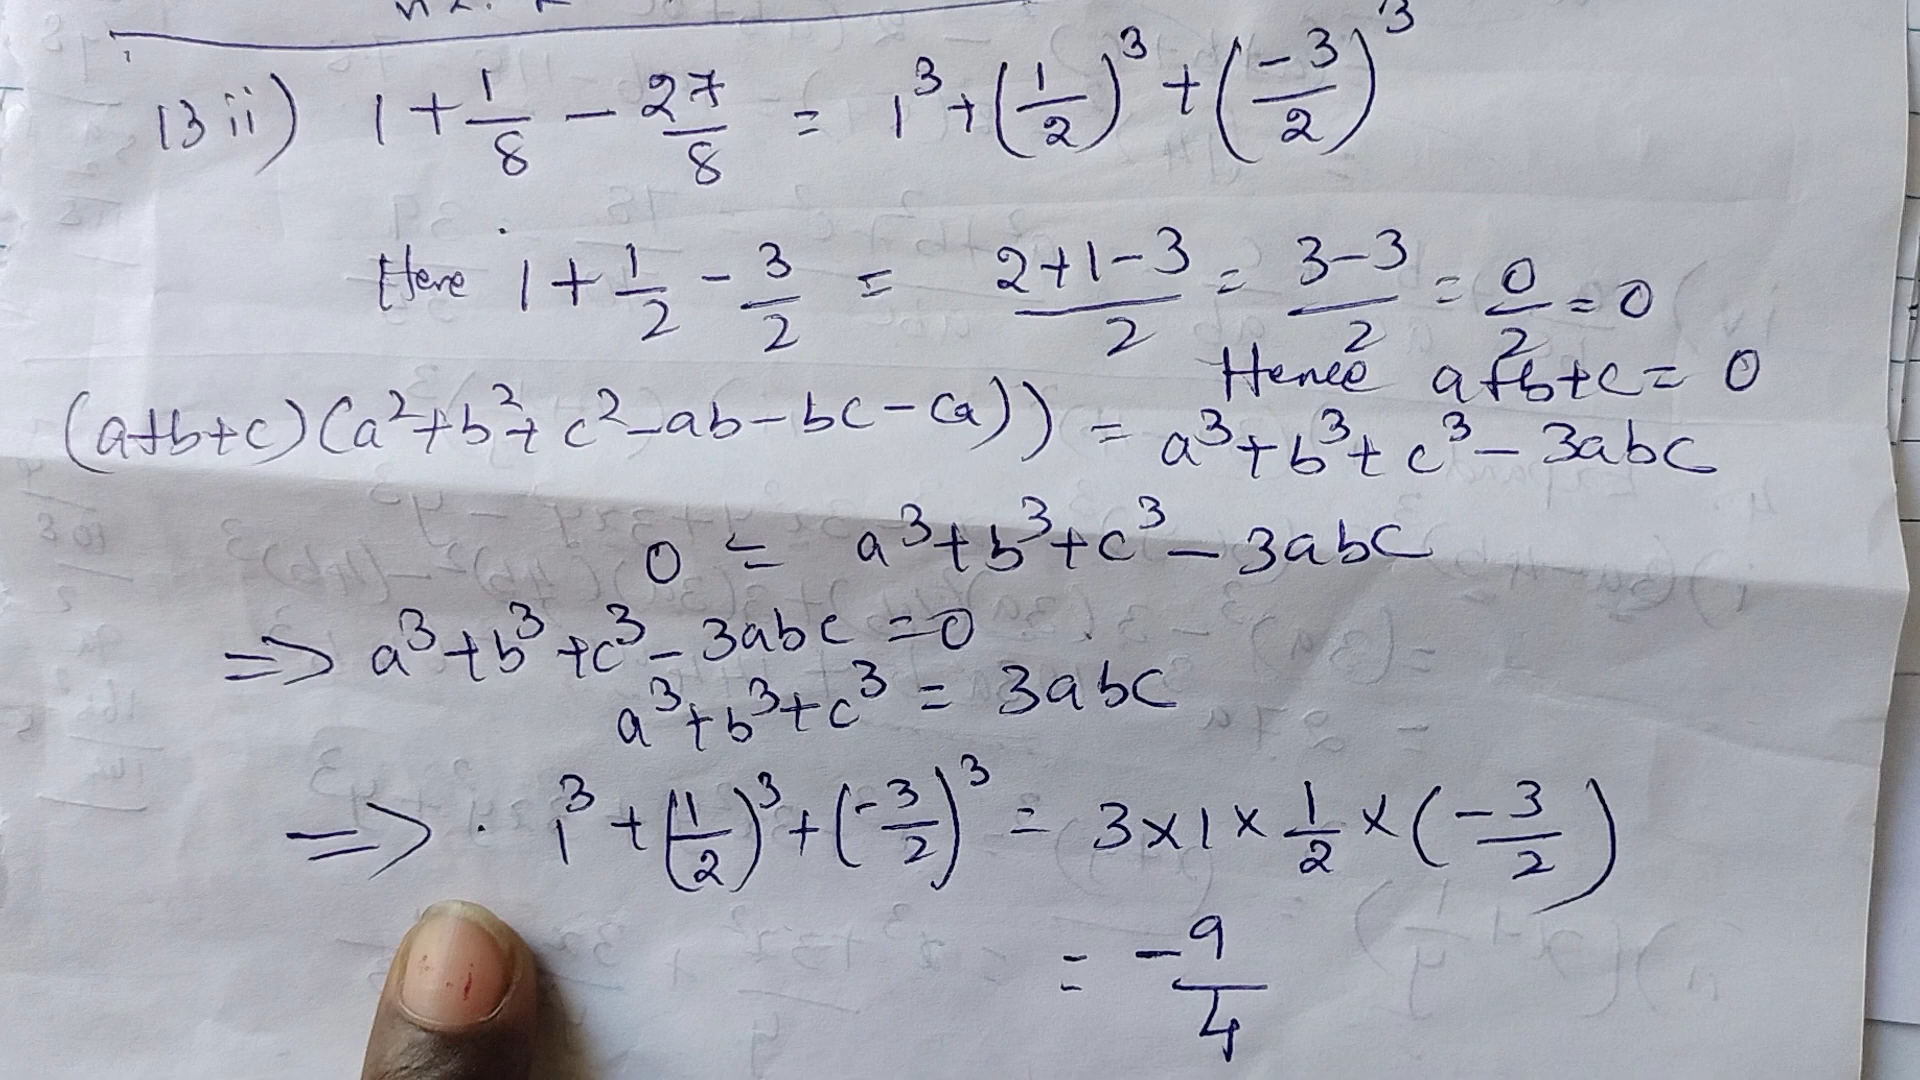 13 ii) 1 + 1/8 - 27/8 = 1³ + (1/2)³ + (-3/2)³
Here 1 + 1/2 - 3/2 = (2+1-3)/2 = (3-3)/2 = 0/2 = 0
Hence a+b+c = 0
(a+b+c)(a²+b²+c²-ab-bc-ca)) = a³+b³+c³-3abc
0 = a³+b³+c³-3abc
=> a³+b³+c³-3abc = 0
a³+b³+c³ = 3abc
=> . 1³ + (1/2)³ + (-3/2)³ = 3×1×1/2×(-3/2)
= -9/4